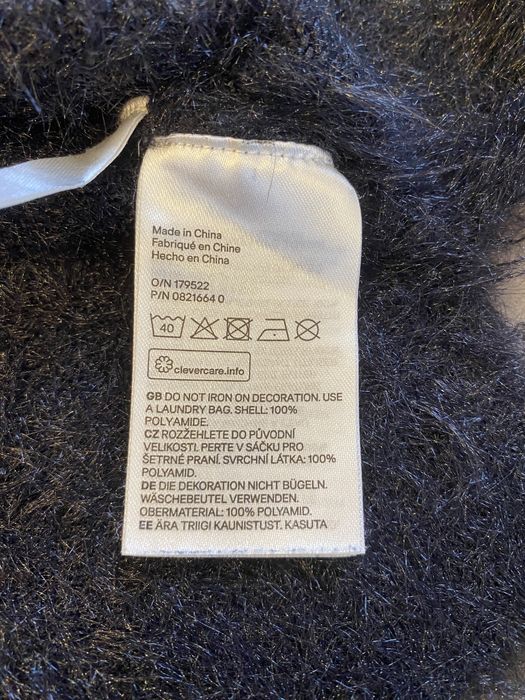 Made in China
Fabriqué en Chine
Hecho en China
O/N 179522
P/N 0821664 0
40
clevercare.info
GB DO NOT IRON ON DECORATION. USE
A LAUNDRY BAG. SHELL: 100%
POLYAMIDE.
CZ ROZŽEHLETE DO PŮVODNÍ
VELIKOSTI. PERTE V SÁČKU PRO
ŠETRNÉ PRANÍ. SVRCHNÍ LÁTKA: 100%
POLYAMID.
DE DIE DEKORATION NICHT BÜGELN.
WÄSCHEBEUTEL VERWENDEN.
OBERMATERIAL: 100% POLYAMID.
EE ÄRA TRIIGI KAUNISTUST. KASUTA